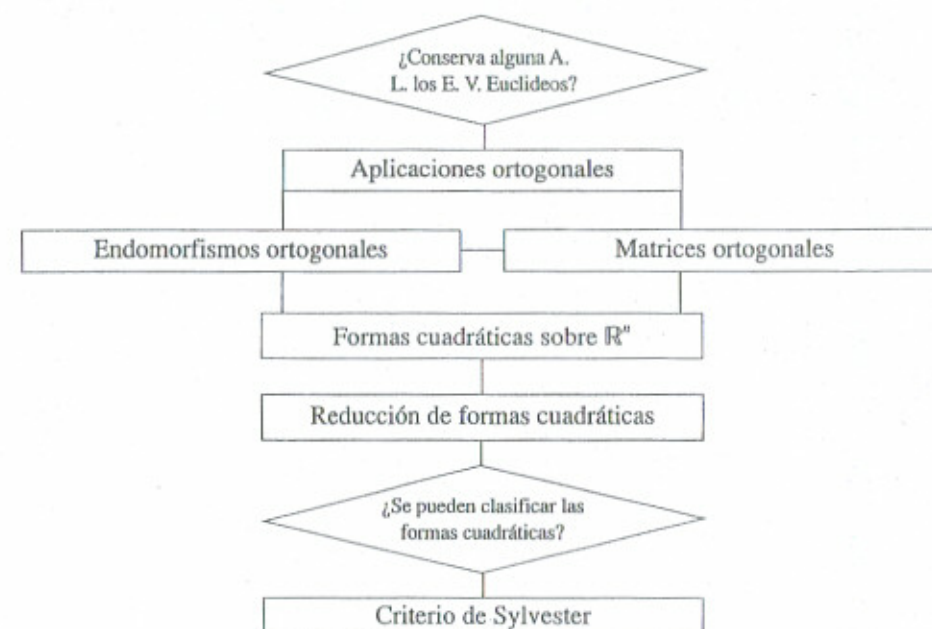 ¿Conserva alguna A.
L. los E. V. Euclideos?
Aplicaciones ortogonales
Endomorfismos ortogonales
Matrices ortogonales
Formas cuadráticas sobre ℝⁿ
Reducción de formas cuadráticas
¿Se pueden clasificar las
formas cuadráticas?
Criterio de Sylvester